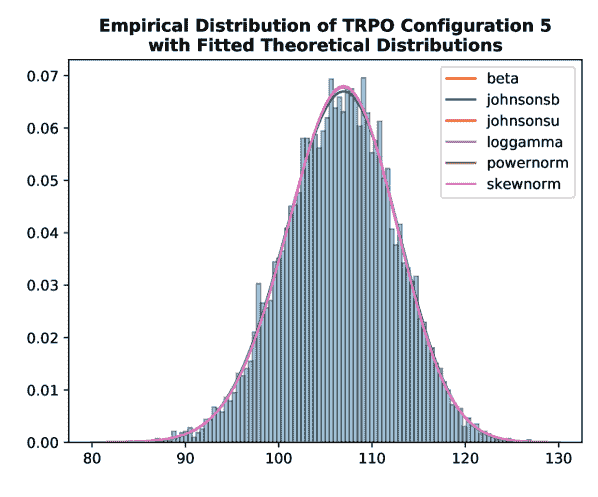 Empirical Distribution of TRPO Configuration 5
with Fitted Theoretical Distributions
0.07
0.06
0.05
0.04
0.03
0.02
0.01
0.00
80 90 100 110 120 130
beta
johnsonsb
johnsonsu
loggamma
powernorm
skewnorm